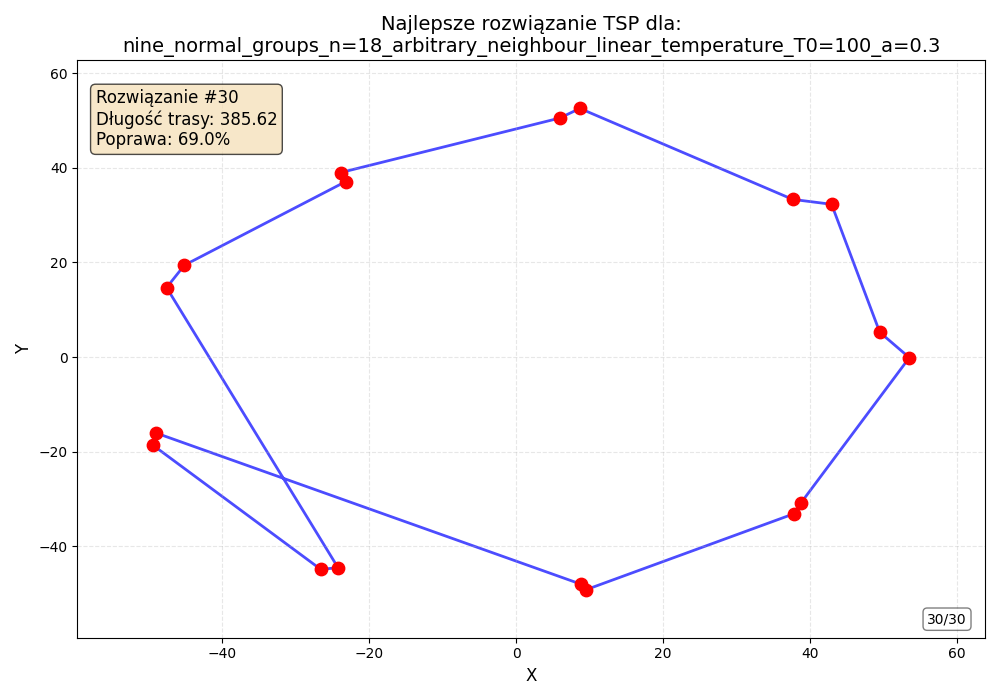 Najlepsze rozwiązanie TSP dla:
nine_normal_groups_n=18_arbitrary_neighbour_linear_temperature_T0=100_a=0.3
Rozwiązanie #30
Długość trasy: 385.62
Poprawa: 69.0%
60
40
20
0
−20
−40
Y
30/30
−40
−20
0
20
40
60
X